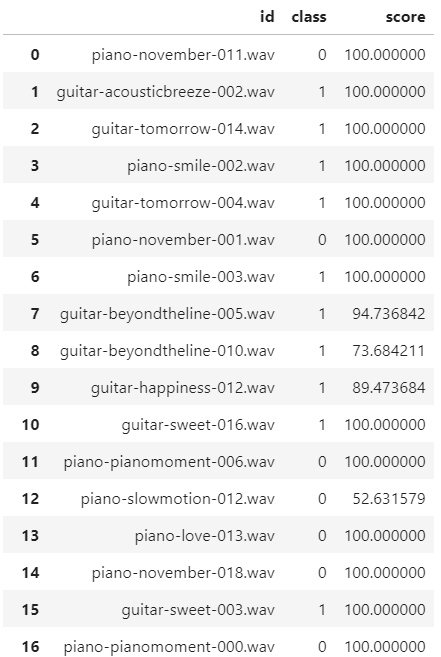 id class score
0 piano-november-011.wav 0 100.000000
1 guitar-acousticbreeze-002.wav 1 100.000000
2 guitar-tomorrow-014.wav 1 100.000000
3 piano-smile-002.wav 1 100.000000
4 guitar-tomorrow-004.wav 1 100.000000
5 piano-november-001.wav 0 100.000000
6 piano-smile-003.wav 1 100.000000
7 guitar-beyondtheline-005.wav 1 94.736842
8 guitar-beyondtheline-010.wav 1 73.684211
9 guitar-happiness-012.wav 1 89.473684
10 guitar-sweet-016.wav 1 100.000000
11 piano-pianomoment-006.wav 0 100.000000
12 piano-slowmotion-012.wav 0 52.631579
13 piano-love-013.wav 0 100.000000
14 piano-november-018.wav 0 100.000000
15 guitar-sweet-003.wav 1 100.000000
16 piano-pianomoment-000.wav 0 100.000000